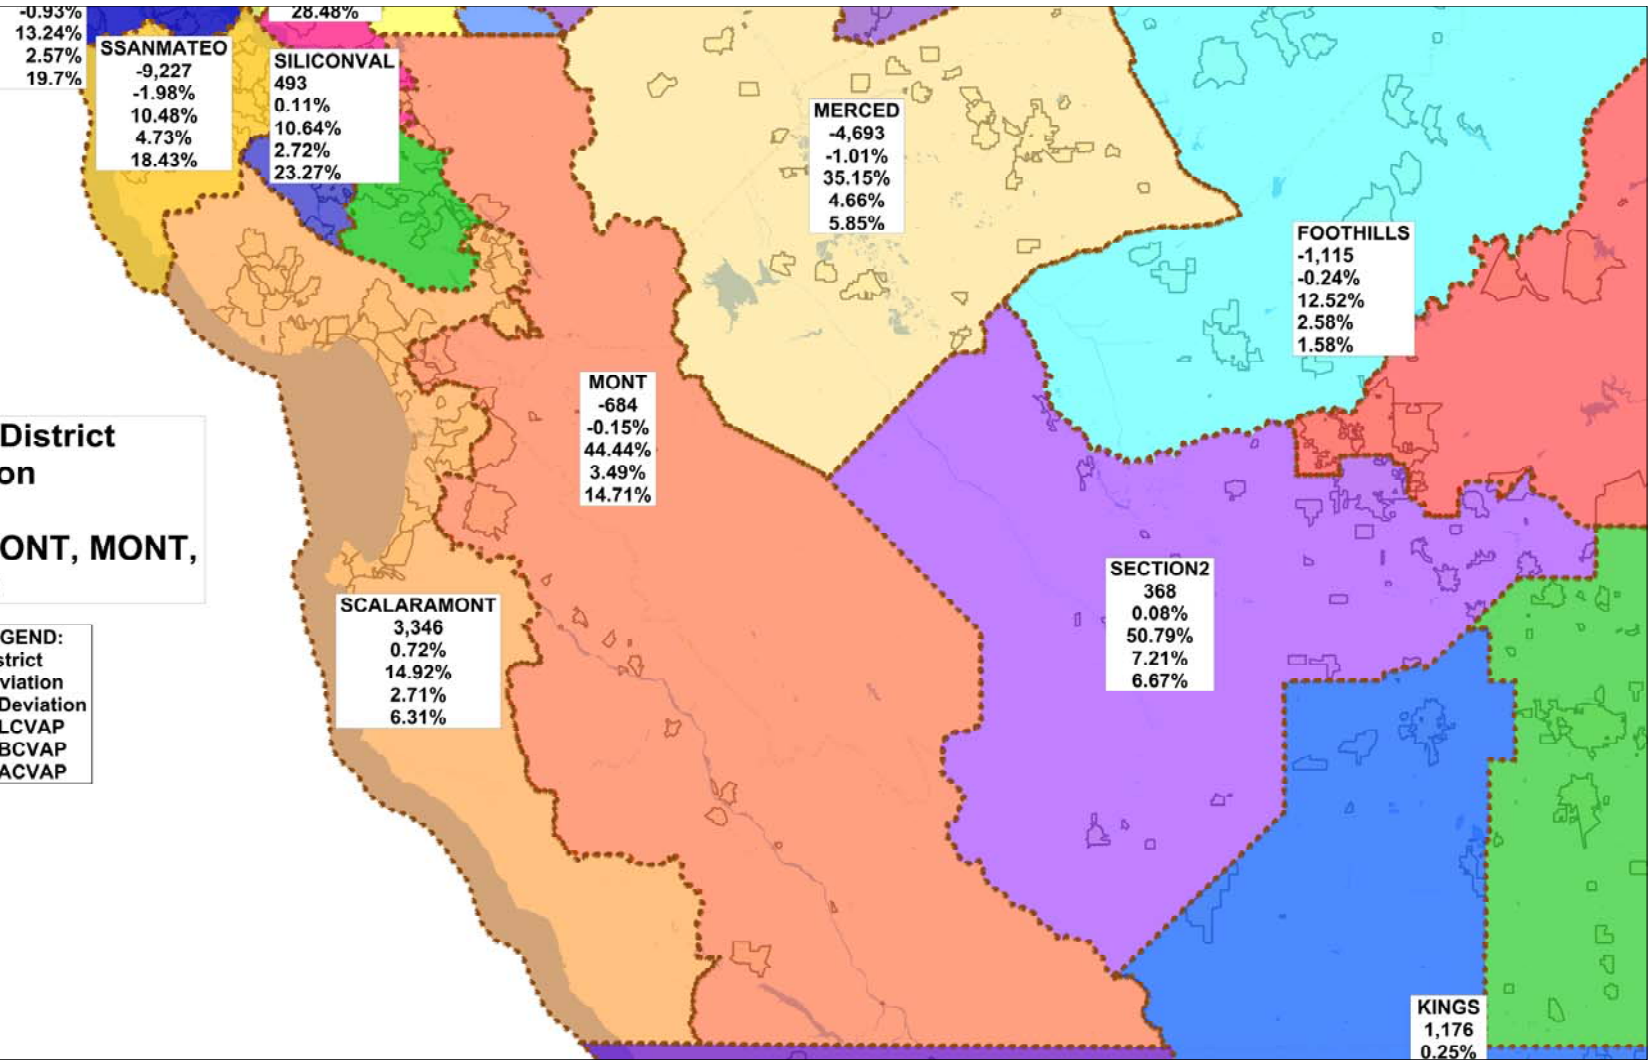 -0.93%
13.24%
2.57%
19.7%
28.48%
SSANMATEO
-9,227
-1.98%
10.48%
4.73%
18.43%
SILICONVAL
493
0.11%
10.64%
2.72%
23.27%
MERCED
-4,693
-1.01%
35.15%
4.66%
5.85%
FOOTHILLS
-1,115
-0.24%
12.52%
2.58%
1.58%
MONT
-684
-0.15%
44.44%
3.49%
14.71%
District
on
ONT, MONT,
SECTION2
368
0.08%
50.79%
7.21%
6.67%
SCALARAMONT
3,346
0.72%
14.92%
2.71%
6.31%
GEND:
strict
viation
Deviation
LCVAP
BCVAP
ACVAP
KINGS
1,176
0.25%